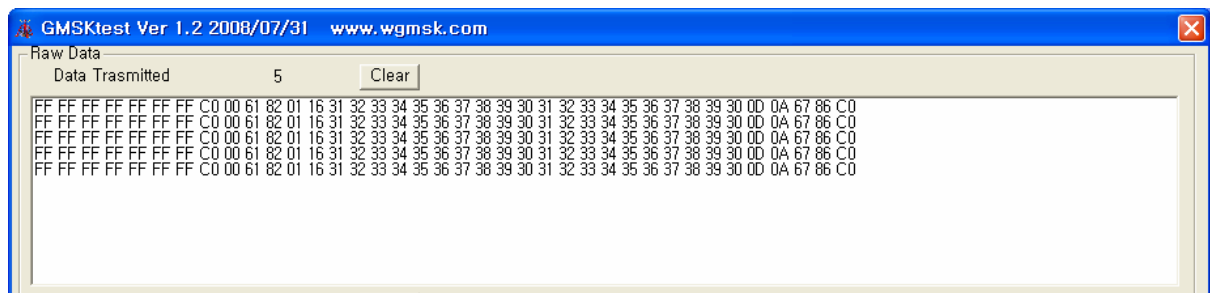 GMSKtest Ver 1.2 2008/07/31 www.wgmsk.com
Raw Data
Data Trasmitted 5 Clear
FF FF FF FF FF FF FF C0 00 61 82 01 16 31 32 33 34 35 36 37 38 39 30 31 32 33 34 35 36 37 38 39 30 0D 0A 67 86 C0
FF FF FF FF FF FF FF C0 00 61 82 01 16 31 32 33 34 35 36 37 38 39 30 31 32 33 34 35 36 37 38 39 30 0D 0A 67 86 C0
FF FF FF FF FF FF FF C0 00 61 82 01 16 31 32 33 34 35 36 37 38 39 30 31 32 33 34 35 36 37 38 39 30 0D 0A 67 86 C0
FF FF FF FF FF FF FF C0 00 61 82 01 16 31 32 33 34 35 36 37 38 39 30 31 32 33 34 35 36 37 38 39 30 0D 0A 67 86 C0
FF FF FF FF FF FF FF C0 00 61 82 01 16 31 32 33 34 35 36 37 38 39 30 31 32 33 34 35 36 37 38 39 30 0D 0A 67 86 C0